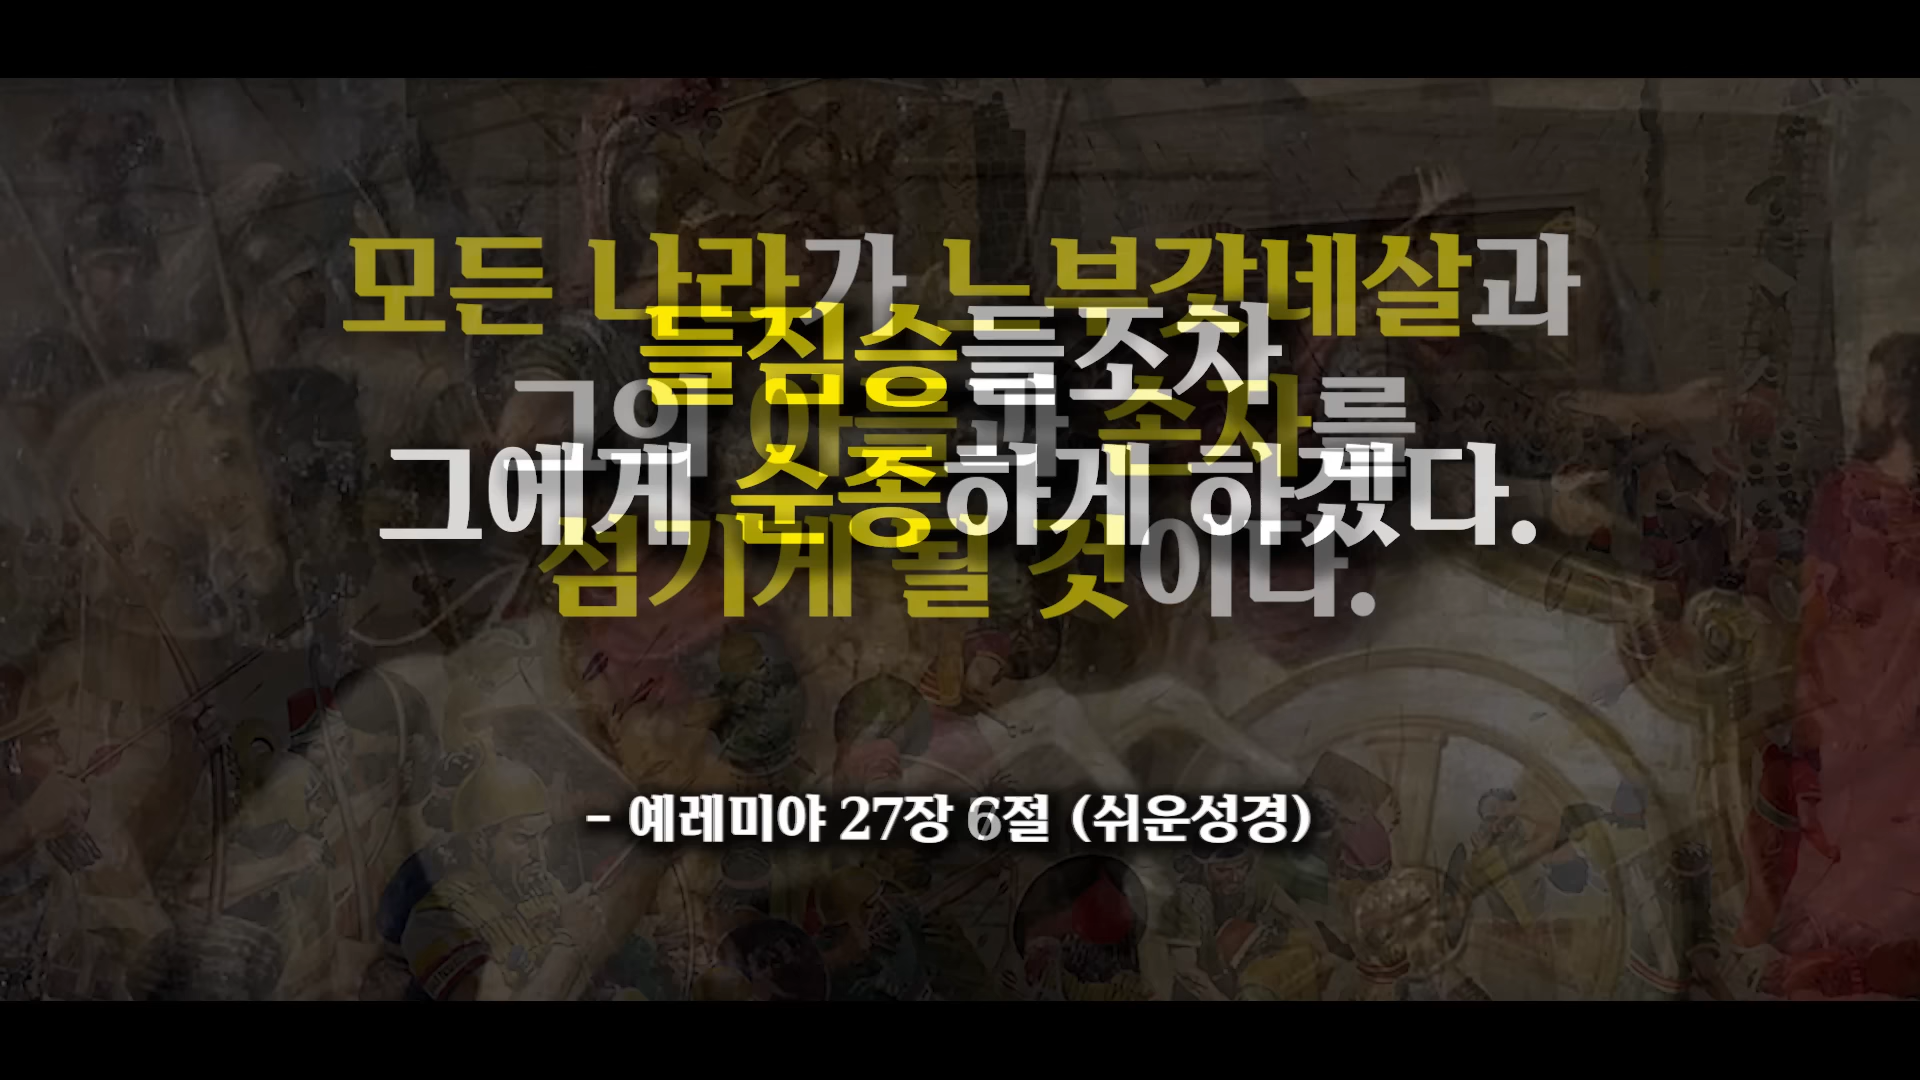 모든 나라가 느부갓네살과
들짐승들조차
그의 아들과 손자를
그에게 순종하게 하겠다.
섬기게 될 것이다.
- 예레미야 27장 6절 (쉬운성경)